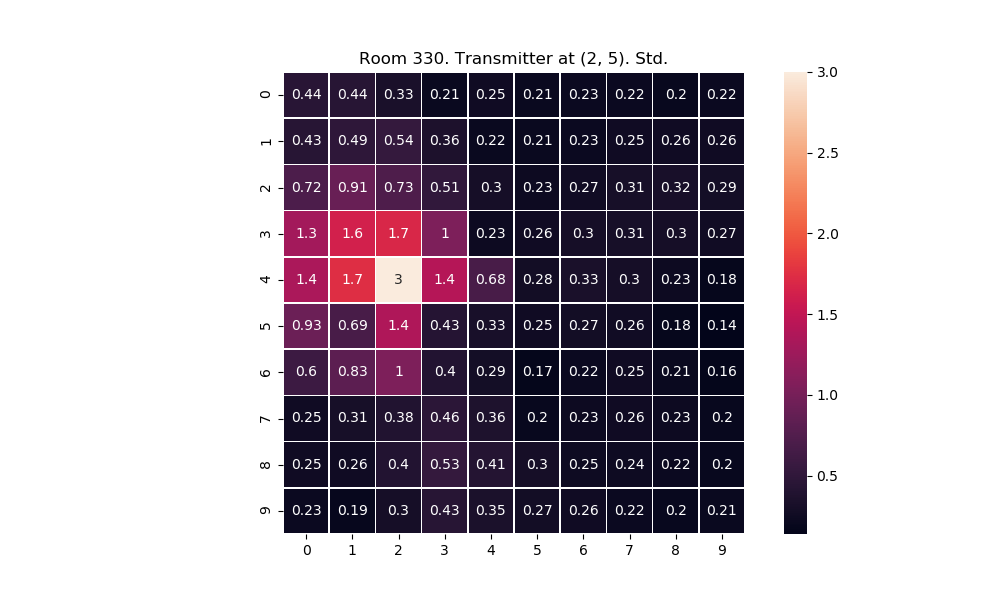 Room 330. Transmitter at (2, 5). Std.
0 0.44 0.44 0.33 0.21 0.25 0.21 0.23 0.22 0.2 0.22
1 0.43 0.49 0.54 0.36 0.22 0.21 0.23 0.25 0.26 0.26
2 0.72 0.91 0.73 0.51 0.3 0.23 0.27 0.31 0.32 0.29
3 1.3 1.6 1.7 1 0.23 0.26 0.3 0.31 0.3 0.27
4 1.4 1.7 3 1.4 0.68 0.28 0.33 0.3 0.23 0.18
5 0.93 0.69 1.4 0.43 0.33 0.25 0.27 0.26 0.18 0.14
6 0.6 0.83 1 0.4 0.29 0.17 0.22 0.25 0.21 0.16
7 0.25 0.31 0.38 0.46 0.36 0.2 0.23 0.26 0.23 0.2
8 0.25 0.26 0.4 0.53 0.41 0.3 0.25 0.24 0.22 0.2
9 0.23 0.19 0.3 0.43 0.35 0.27 0.26 0.22 0.2 0.21
0 1 2 3 4 5 6 7 8 9
3.0
2.5
2.0
1.5
1.0
0.5